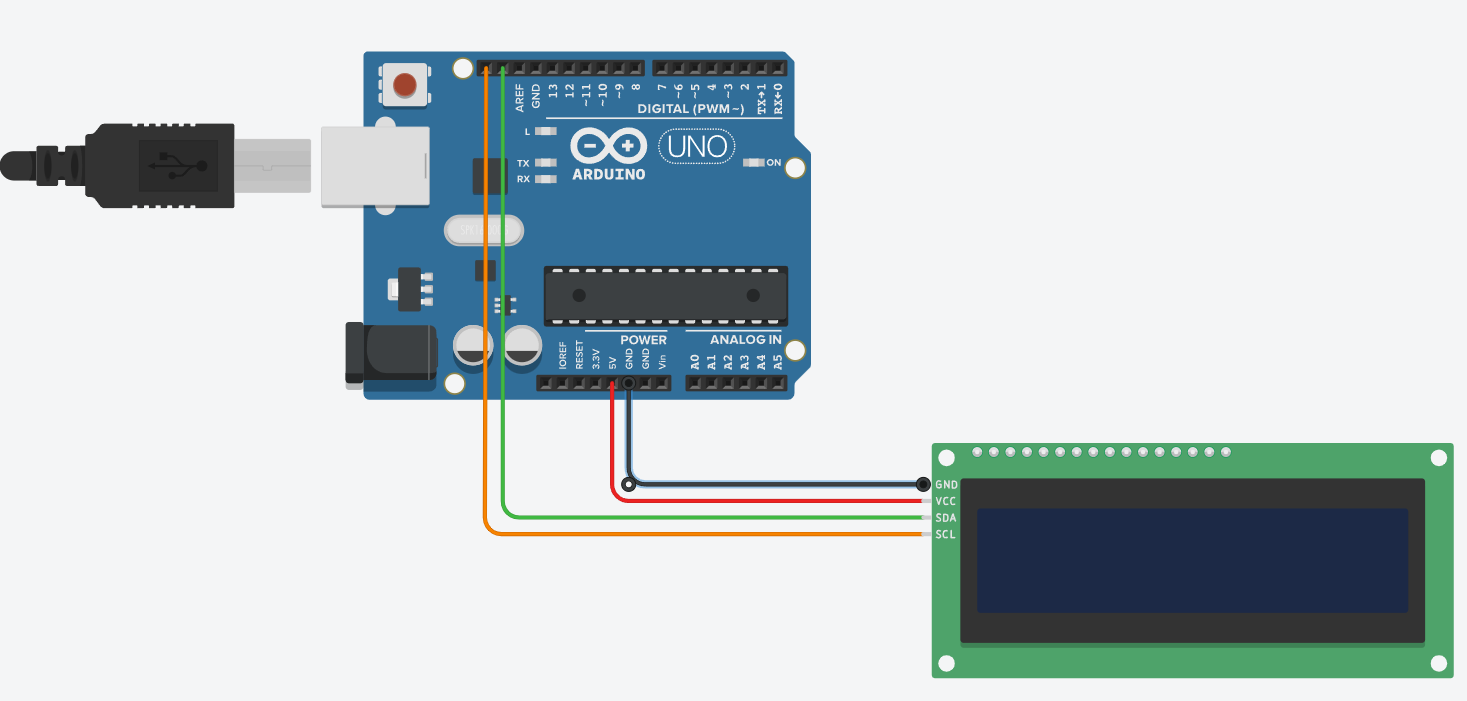 AREF
GND
13
12
~11
~10
~9
8
7
~6
~5
4
~3
2
TX→1
RX←0
DIGITAL (PWM ~)
L
TX
RX
ARDUINO
UNO
ON
POWER
ANALOG IN
IOREF
RESET
3.3V
5V
GND
GND
Vin
A0
A1
A2
A3
A4
A5
GND
VCC
SDA
SCL